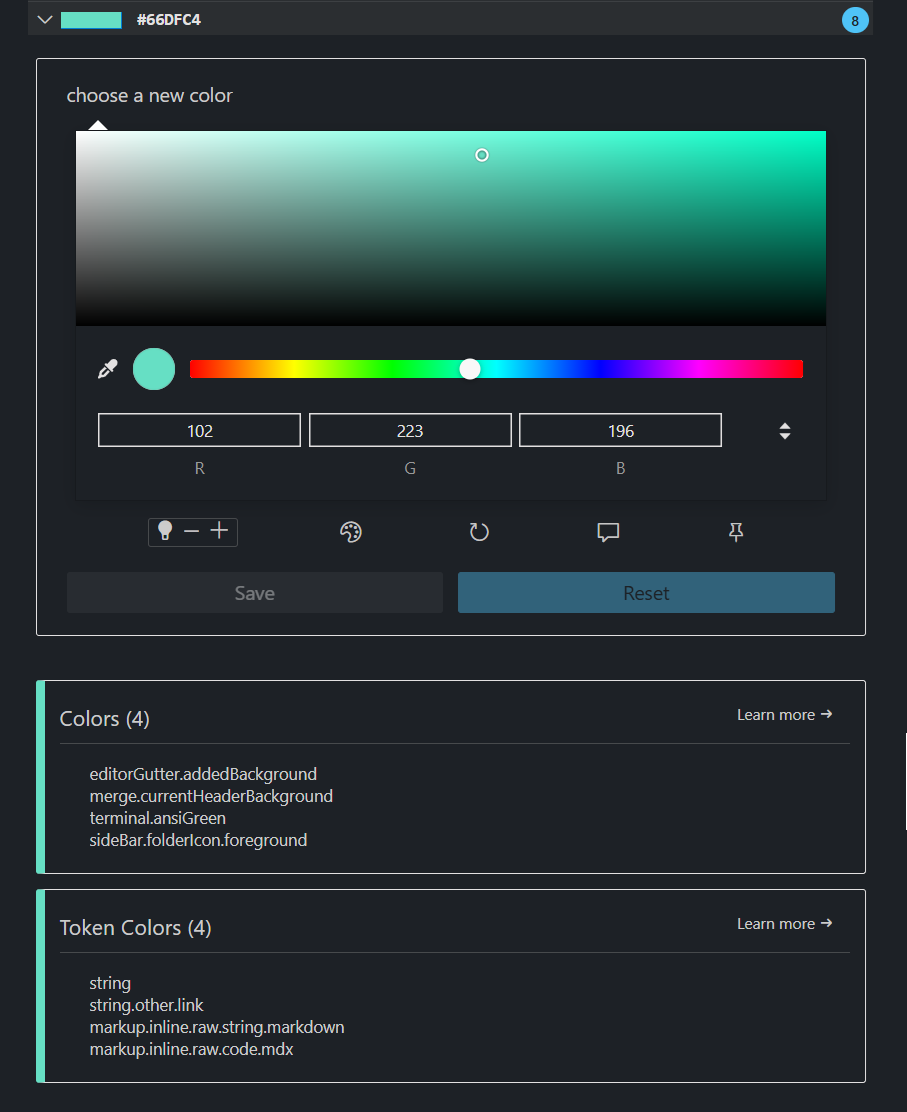 #66DFC4 8
choose a new color
102 223 196
R G B
Save Reset
Colors (4) Learn more →
editorGutter.addedBackground
merge.currentHeaderBackground
terminal.ansiGreen
sideBar.folderIcon.foreground
Token Colors (4) Learn more →
string
string.other.link
markup.inline.raw.string.markdown
markup.inline.raw.code.mdx